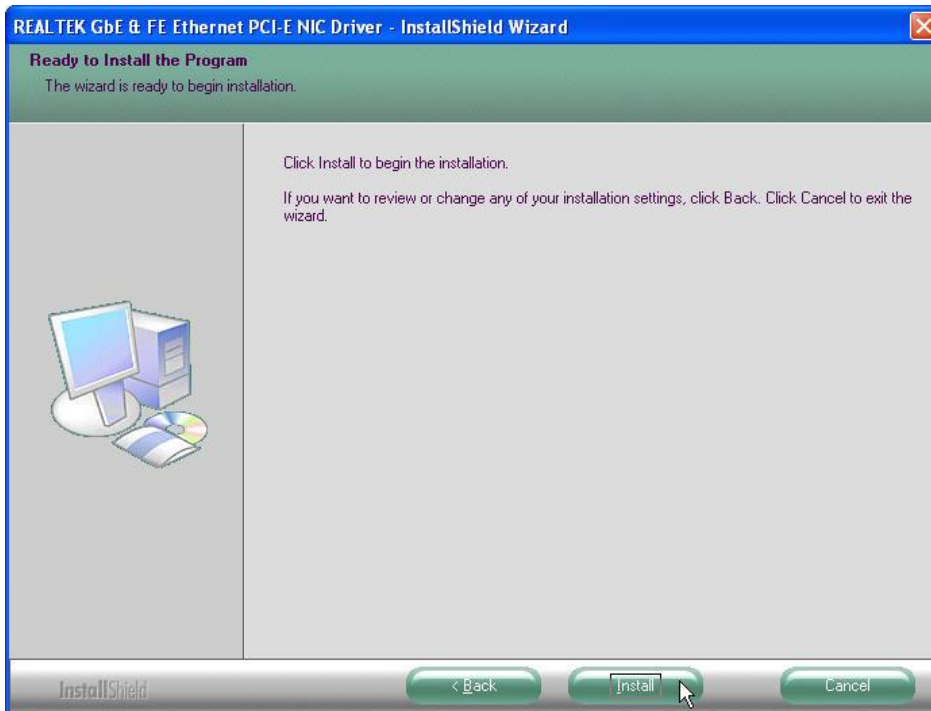 REALTEK GbE & FE Ethernet PCI-E NIC Driver - InstallShield Wizard
Ready to Install the Program
The wizard is ready to begin installation.
Click Install to begin the installation.
If you want to review or change any of your installation settings, click Back. Click Cancel to exit the
wizard.
InstallShield
< Back
Install
Cancel